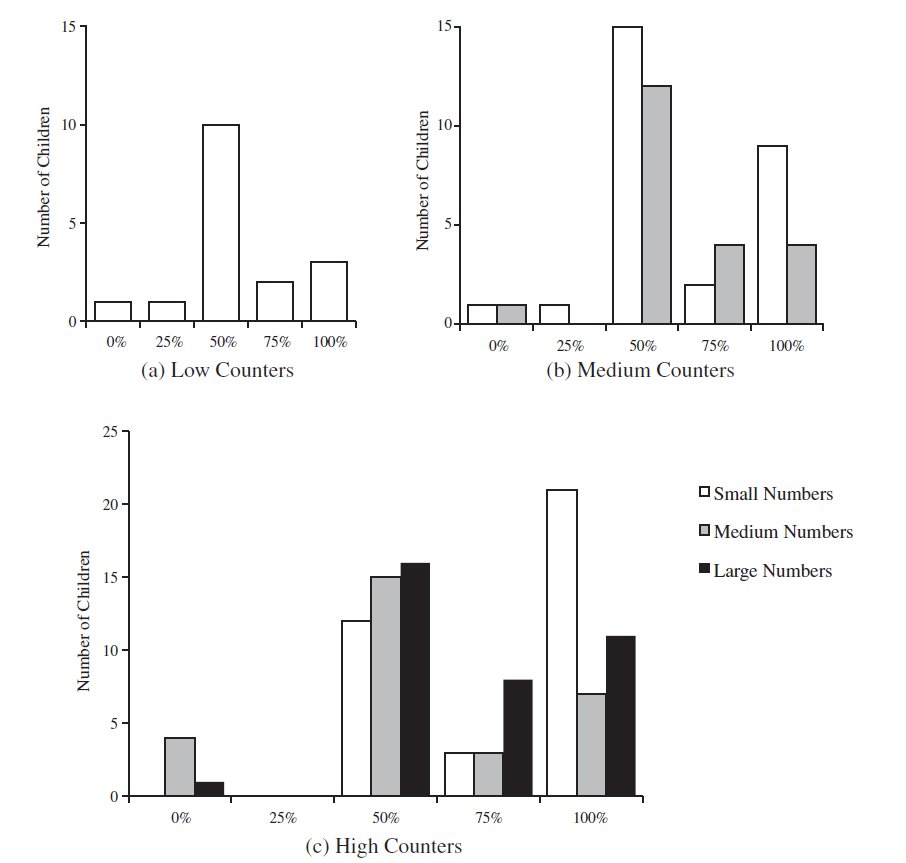 15
10
5
0
Number of Children
0% 25% 50% 75% 100%
(a) Low Counters
15
10
5
0
Number of Children
0% 25% 50% 75% 100%
(b) Medium Counters
25
20
15
10
5
0
Number of Children
0% 25% 50% 75% 100%
(c) High Counters
Small Numbers
Medium Numbers
Large Numbers